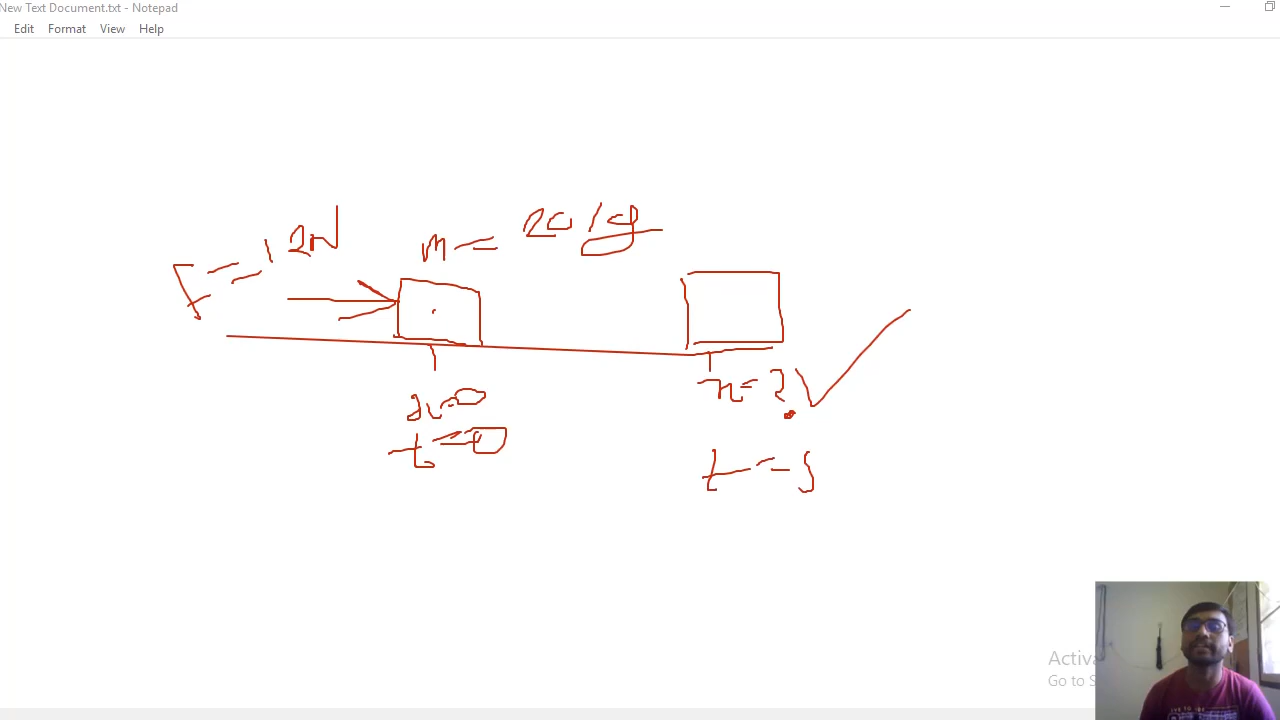 New Text Document.txt - Notepad
Edit Format View Help
F = 12N
m = 20 kg
x = 0
t = 0
x = ?
t = 5
Activa
Go to S